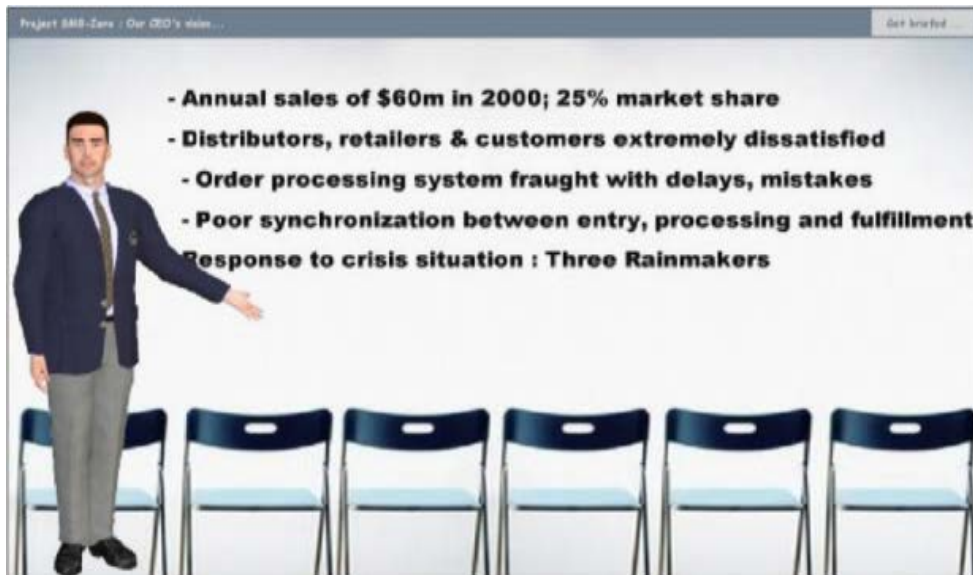 Project SMB-Zero : Our CEO's vision...
Get briefed ...
- Annual sales of $60m in 2000; 25% market share
- Distributors, retailers & customers extremely dissatisfied
- Order processing system fraught with delays, mistakes
- Poor synchronization between entry, processing and fulfillment
Response to crisis situation : Three Rainmakers